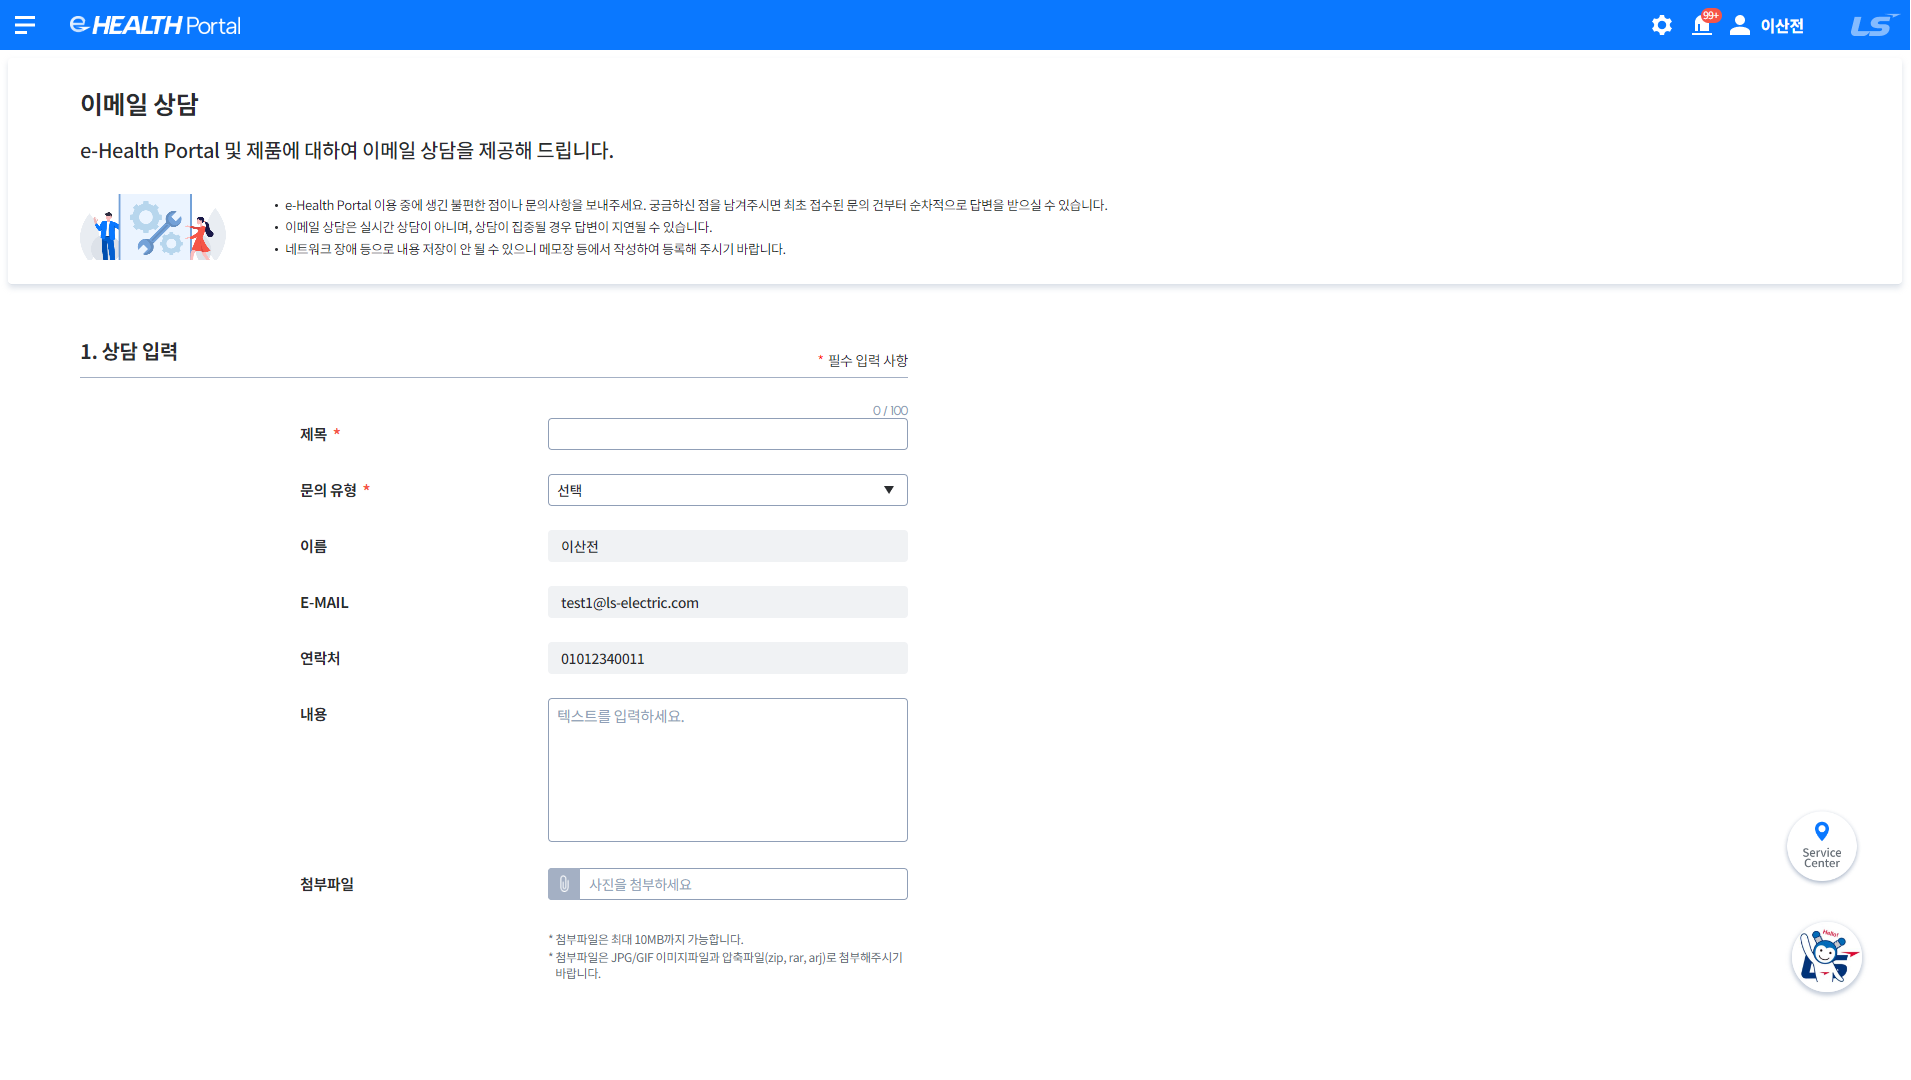 e HEALTH Portal
99+
이산전
LS
이메일 상담
e-Health Portal 및 제품에 대하여 이메일 상담을 제공해 드립니다.
• e-Health Portal 이용 중에 생긴 불편한 점이나 문의사항을 보내주세요. 궁금하신 점을 남겨주시면 최초 접수된 문의 건부터 순차적으로 답변을 받으실 수 있습니다.
• 이메일 상담은 실시간 상담이 아니며, 상담이 집중될 경우 답변이 지연될 수 있습니다.
• 네트워크 장애 등으로 내용 저장이 안 될 수 있으니 메모장 등에서 작성하여 등록해 주시기 바랍니다.
1. 상담 입력
* 필수 입력 사항
0 / 100
제목 *
문의 유형 *
선택
이름
이산전
E-MAIL
test1@ls-electric.com
연락처
01012340011
내용
텍스트를 입력하세요.
첨부파일
사진을 첨부하세요
* 첨부파일은 최대 10MB까지 가능합니다.
* 첨부파일은 JPG/GIF 이미지파일과 압축파일(zip, rar, arj)로 첨부해주시기
바랍니다.
Service
Center
Hello!
LS